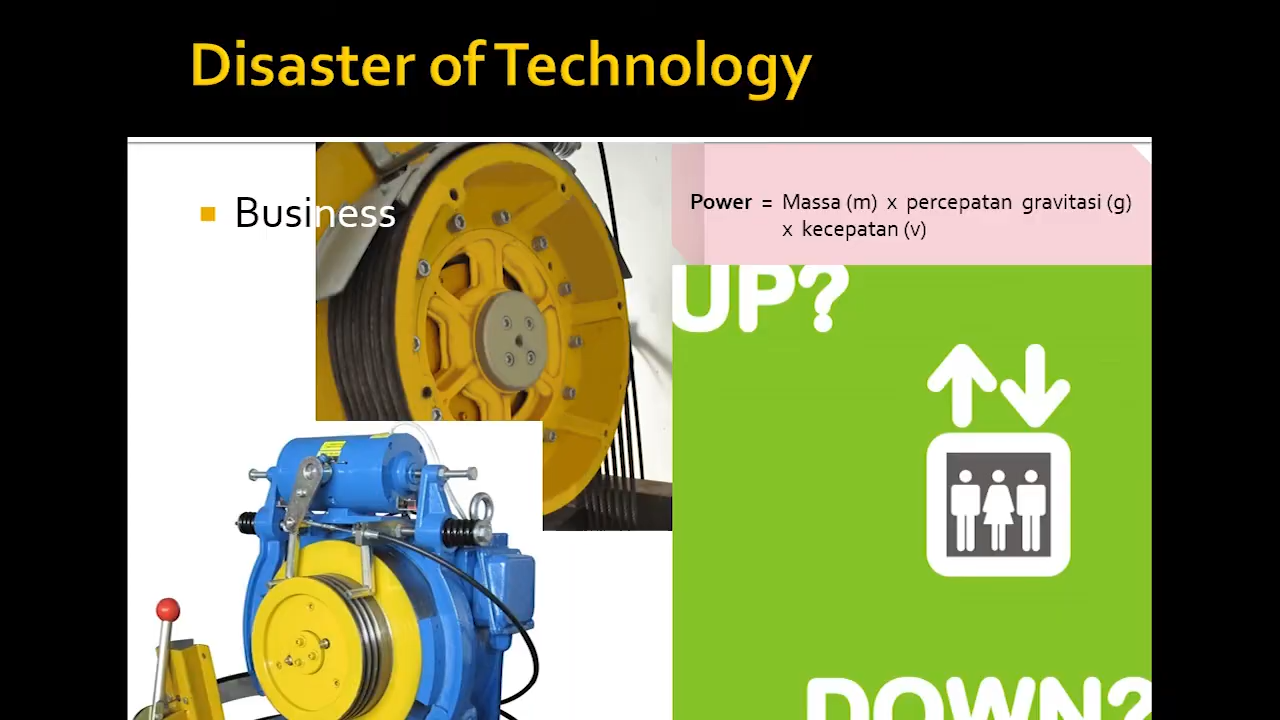 Disaster of Technology
Business
Power = Massa (m) x percepatan gravitasi (g)
x kecepatan (v)
UP?
DOWN?